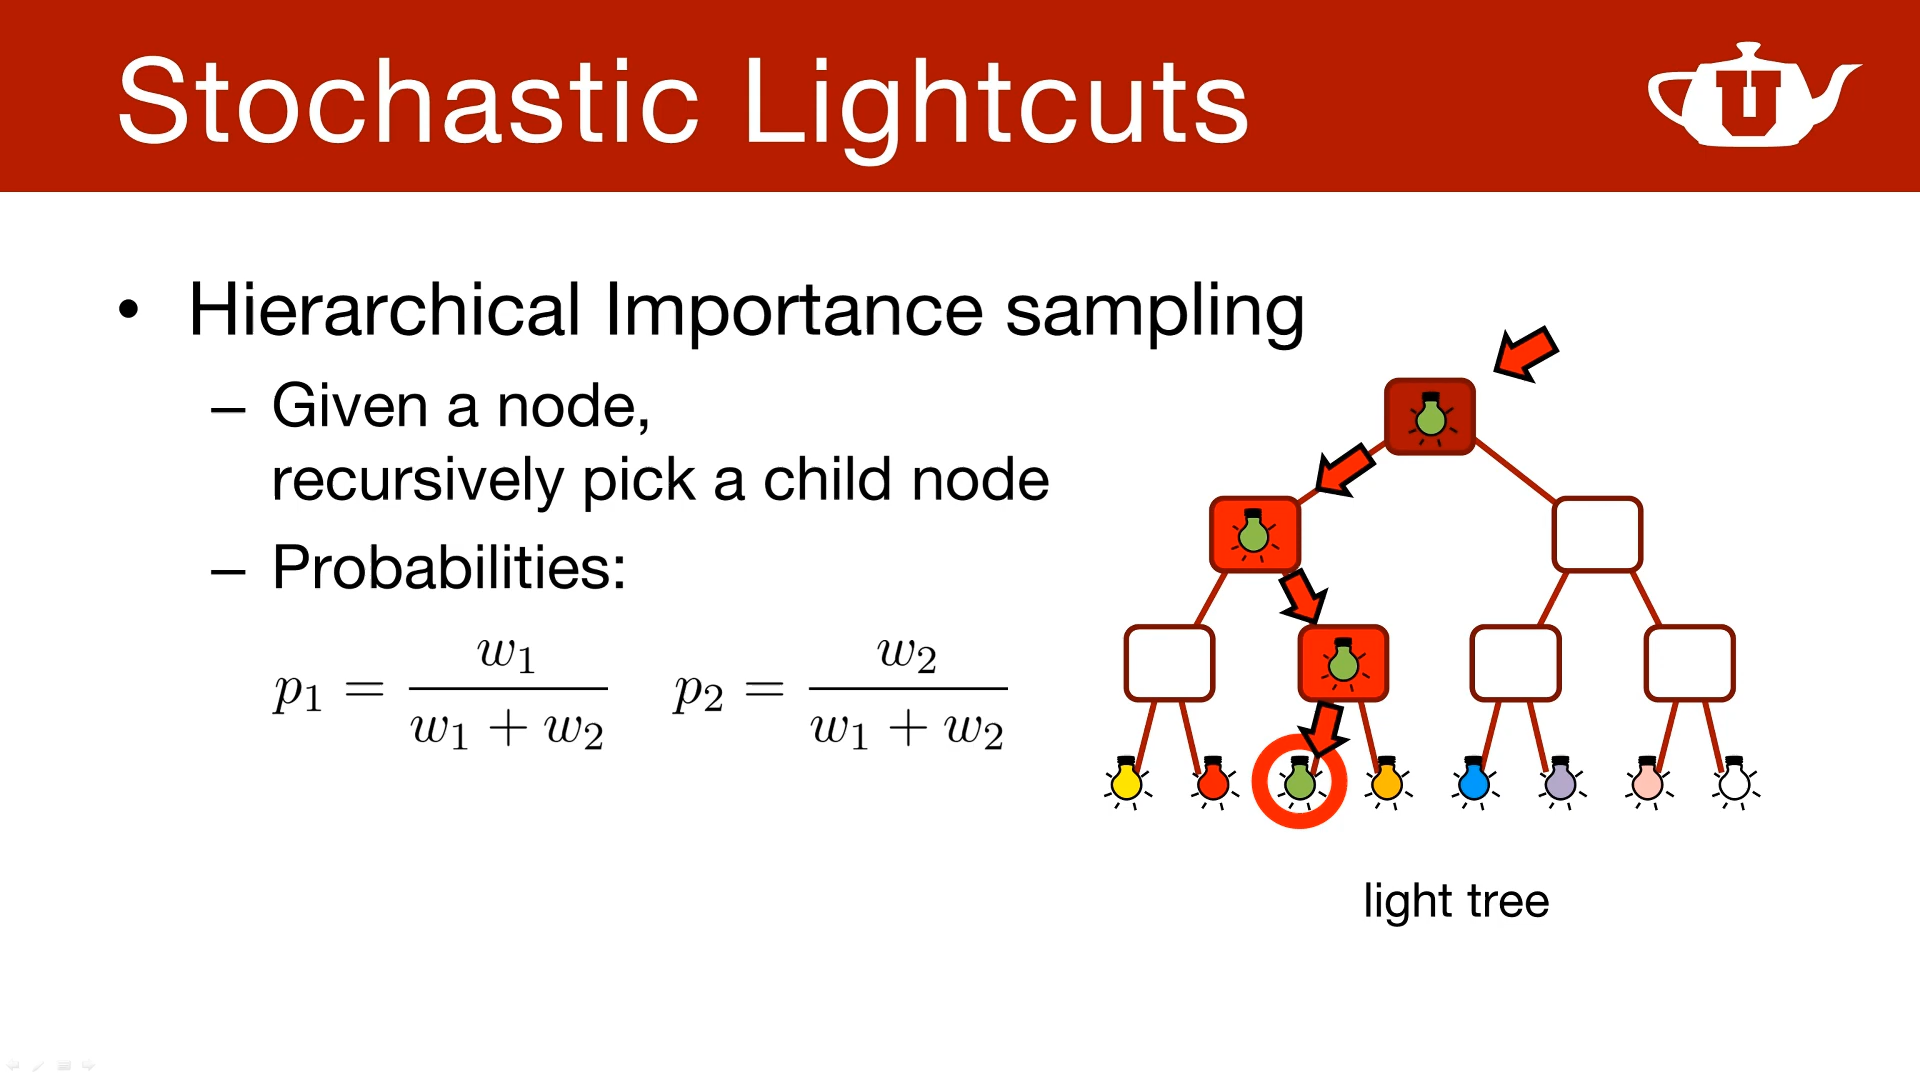 Stochastic Lightcuts
U
• Hierarchical Importance sampling
– Given a node,
recursively pick a child node
– Probabilities:
p₁ = w₁ / (w₁ + w₂) p₂ = w₂ / (w₁ + w₂)
light tree